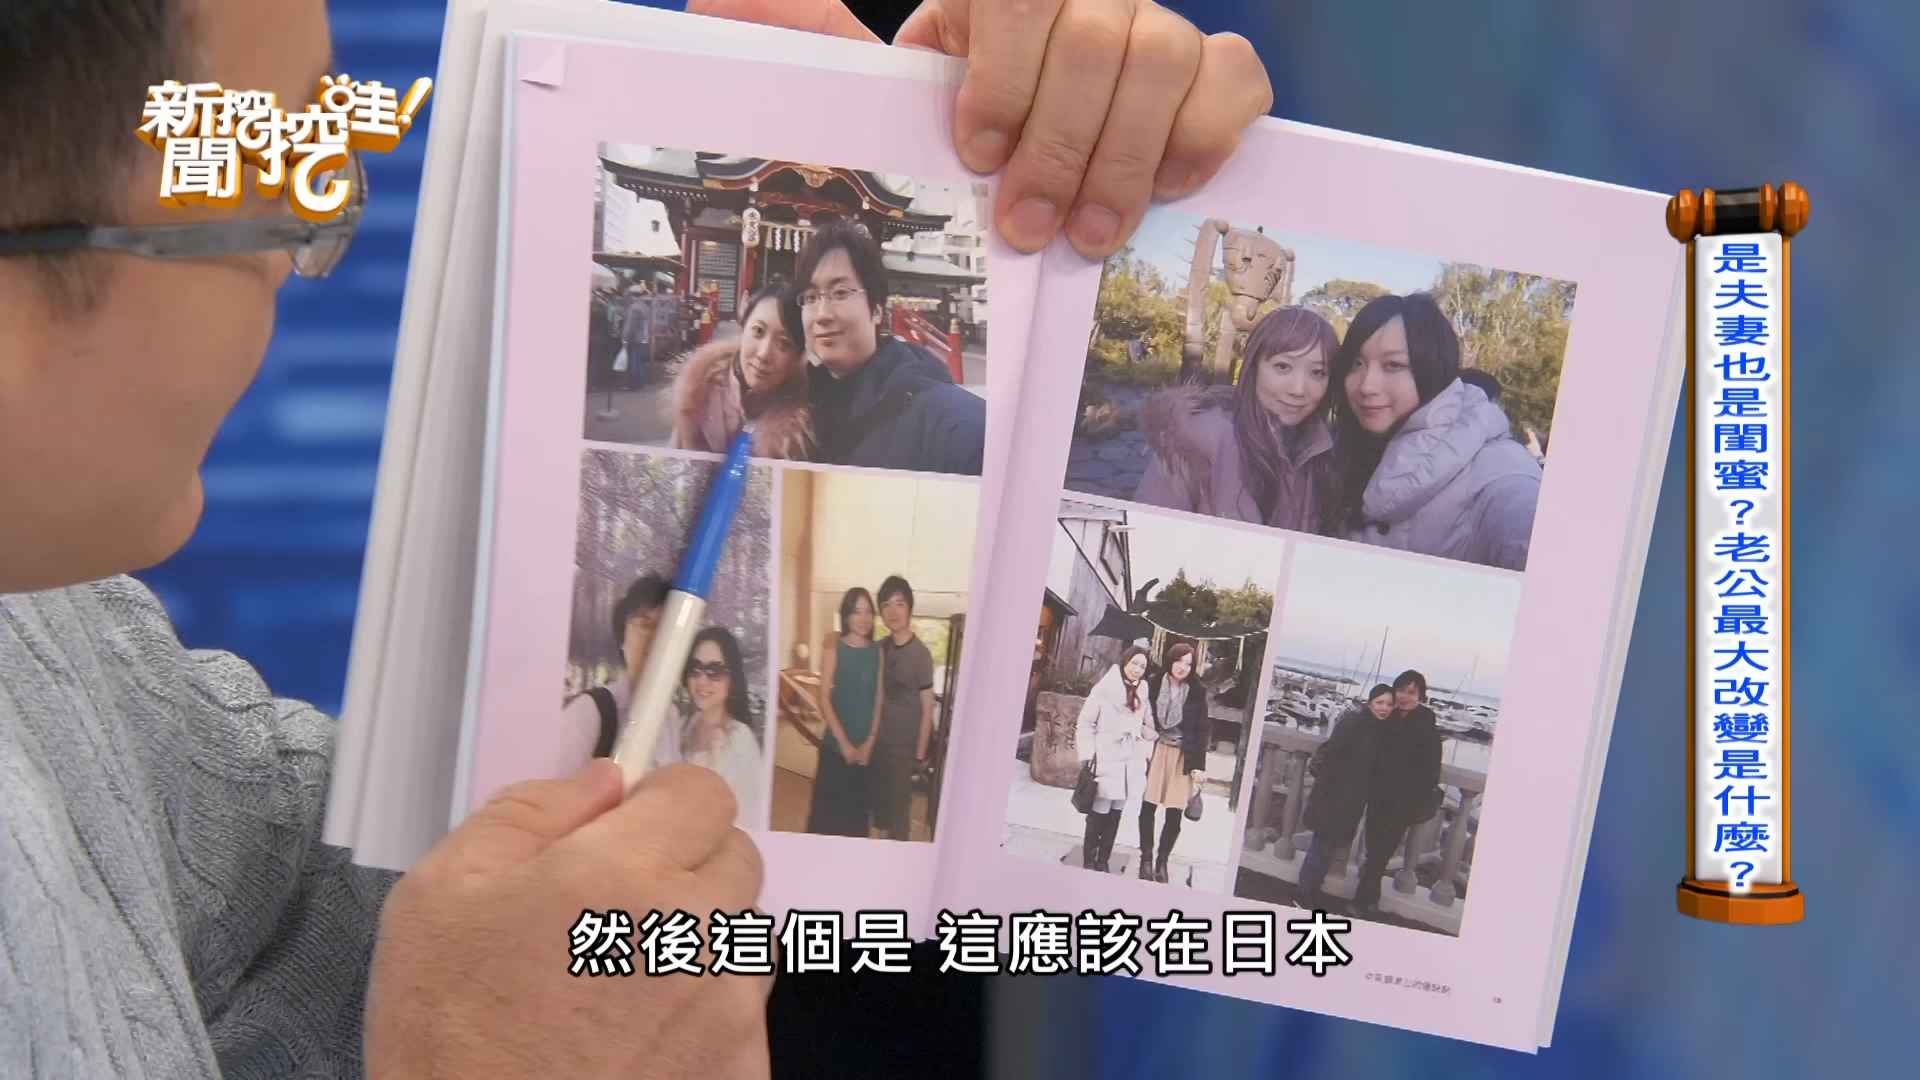 新聞挖挖哇!
是夫妻也是閨蜜?老公最大改變是什麼?
然後這個是 這應該在日本